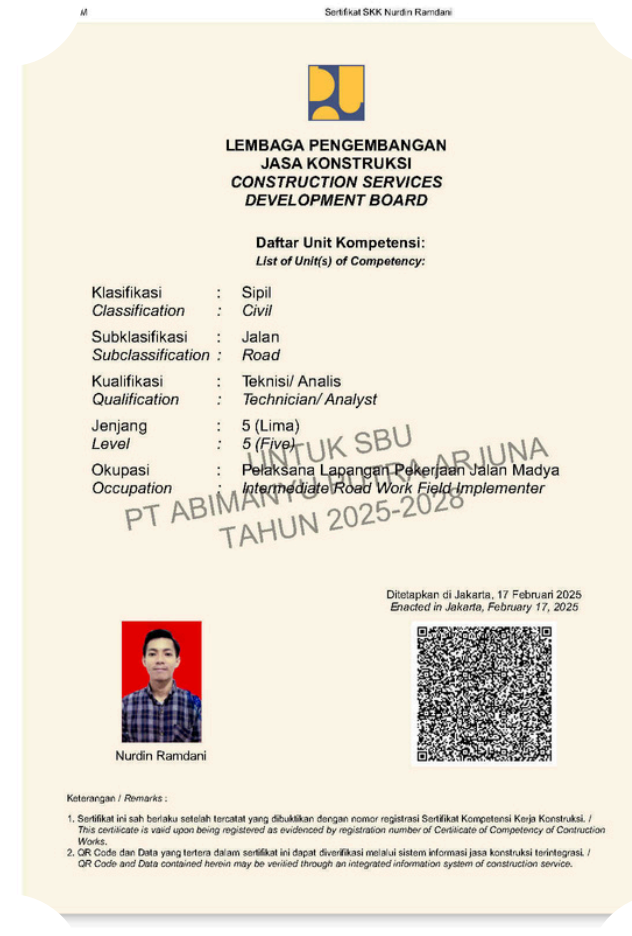 Sertifikat SKK Nurdin Ramdani
LEMBAGA PENGEMBANGAN
JASA KONSTRUKSI
CONSTRUCTION SERVICES
DEVELOPMENT BOARD
Daftar Unit Kompetensi:
List of Unit(s) of Competency:
Klasifikasi : Sipil
Classification : Civil
Subklasifikasi : Jalan
Subclassification : Road
Kualifikasi : Teknisi/ Analis
Qualification : Technician/ Analyst
Jenjang : 5 (Lima)
Level : 5 (Five)
Okupasi : Pelaksana Lapangan Pekerjaan Jalan Madya
Occupation : Intermediate Road Work Field Implementer
UNTUK SBU
PT ABIMANYU PUTRA ARJUNA
TAHUN 2025-2028
Ditetapkan di Jakarta, 17 Februari 2025
Enacted in Jakarta, February 17, 2025
Nurdin Ramdani
Keterangan / Remarks :
1. Sertifikat ini sah berlaku setelah tercatat yang dibuktikan dengan nomor registrasi Sertifikat Kompetensi Kerja Konstruksi. /
This certificate is valid upon being registered as evidenced by registration number of Certificate of Competency of Contruction
Works.
2. QR Code dan Data yang tertera dalam sertifikat ini dapat diverifikasi melalui sistem informasi jasa konstruksi terintegrasi. /
QR Code and Data contained herein may be verified through an integrated information system of construction service.